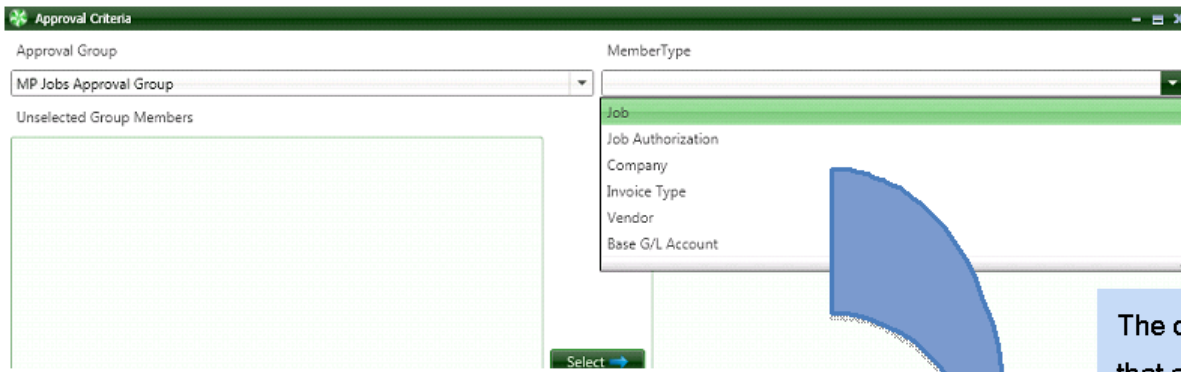 Approval Criteria
Approval Group
MemberType
MP Jobs Approval Group
Unselected Group Members
Job
Job Authorization
Company
Invoice Type
Vendor
Base G/L Account
Select
The